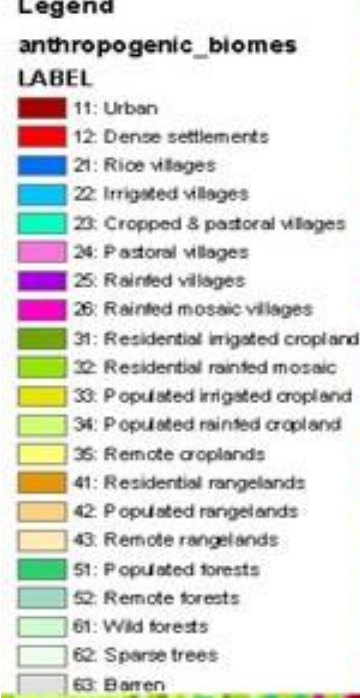 Legend
anthropogenic_biomes
LABEL
11: Urban
12: Dense settlements
21: Rice villages
22: Irrigated villages
23: Cropped & pastoral villages
24: Pastoral villages
25: Rainfed villages
26: Rainfed mosaic villages
31: Residential irrigated cropland
32: Residential rainfed mosaic
33: Populated irrigated cropland
34: Populated rainfed cropland
35: Remote croplands
41: Residential rangelands
42: Populated rangelands
43: Remote rangelands
51: Populated forests
52: Remote forests
61: Wild forests
62: Sparse trees
63: Barren